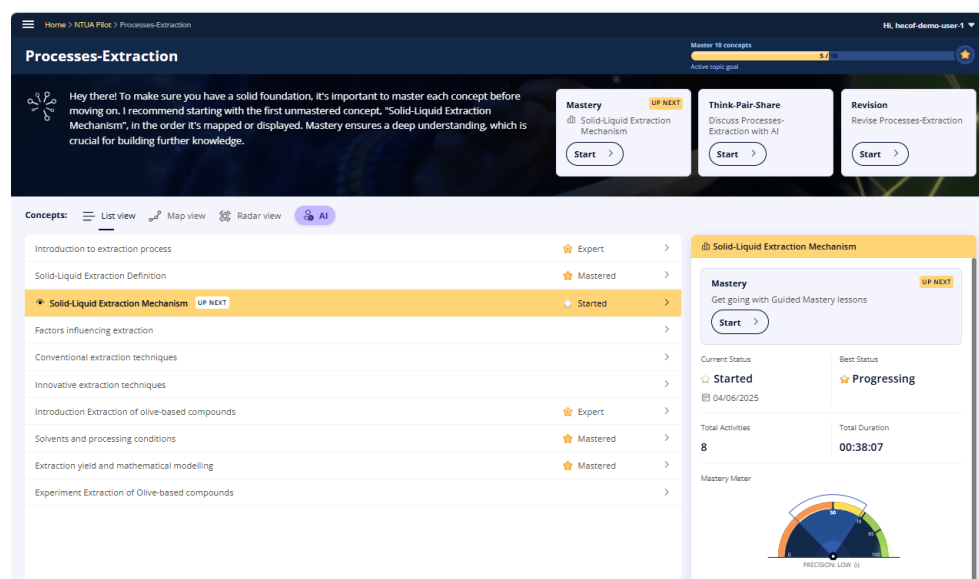 Home > NTUA Pilot > Processes-Extraction
Hi, hecof-demo-user-1
Processes-Extraction
Master 10 concepts
5 / 10
Active topic goal
Hey there! To make sure you have a solid foundation, it's important to master each concept before
moving on. I recommend starting with the first unmastered concept, "Solid-Liquid Extraction
Mechanism", in the order it's mapped or displayed. Mastery ensures a deep understanding, which is
crucial for building further knowledge.
Mastery
UP NEXT
Solid-Liquid Extraction
Mechanism
Start
Think-Pair-Share
Discuss Processes-
Extraction with AI
Start
Revision
Revise Processes-Extraction
Start
Concepts:
List view
Map view
Radar view
AI
Introduction to extraction process
Expert
Solid-Liquid Extraction Definition
Mastered
Solid-Liquid Extraction Mechanism
UP NEXT
Started
Factors influencing extraction
Conventional extraction techniques
Innovative extraction techniques
Introduction Extraction of olive-based compounds
Expert
Solvents and processing conditions
Mastered
Extraction yield and mathematical modelling
Mastered
Experiment Extraction of Olive-based compounds
Solid-Liquid Extraction Mechanism
Mastery
UP NEXT
Get going with Guided Mastery lessons
Start
Current Status
Best Status
Started
Progressing
04/06/2025
Total Activities
Total Duration
8
00:38:07
Mastery Meter
50
70
85
0
100
PRECISION: LOW (i)